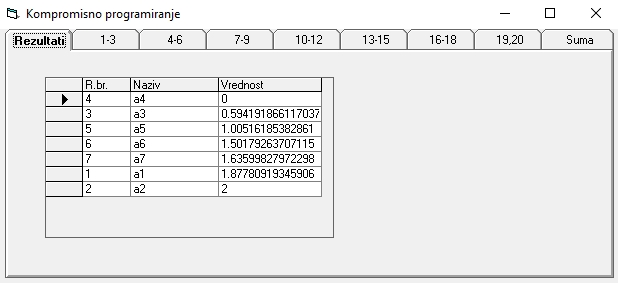 Kompromisno programiranje
Rezultati 1-3 4-6 7-9 10-12 13-15 16-18 19,20 Suma
R.br. Naziv Vrednost
4 a4 0
3 a3 0.594191866117037
5 a5 1.00516185382861
6 a6 1.50179263707115
7 a7 1.63599827972298
1 a1 1.87780919345906
2 a2 2